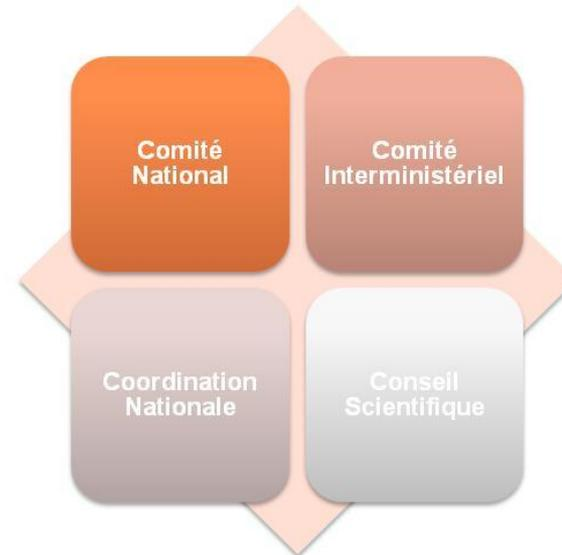 Comité
National
Comité
Interministériel
Coordination
Nationale
Conseil
Scientifique